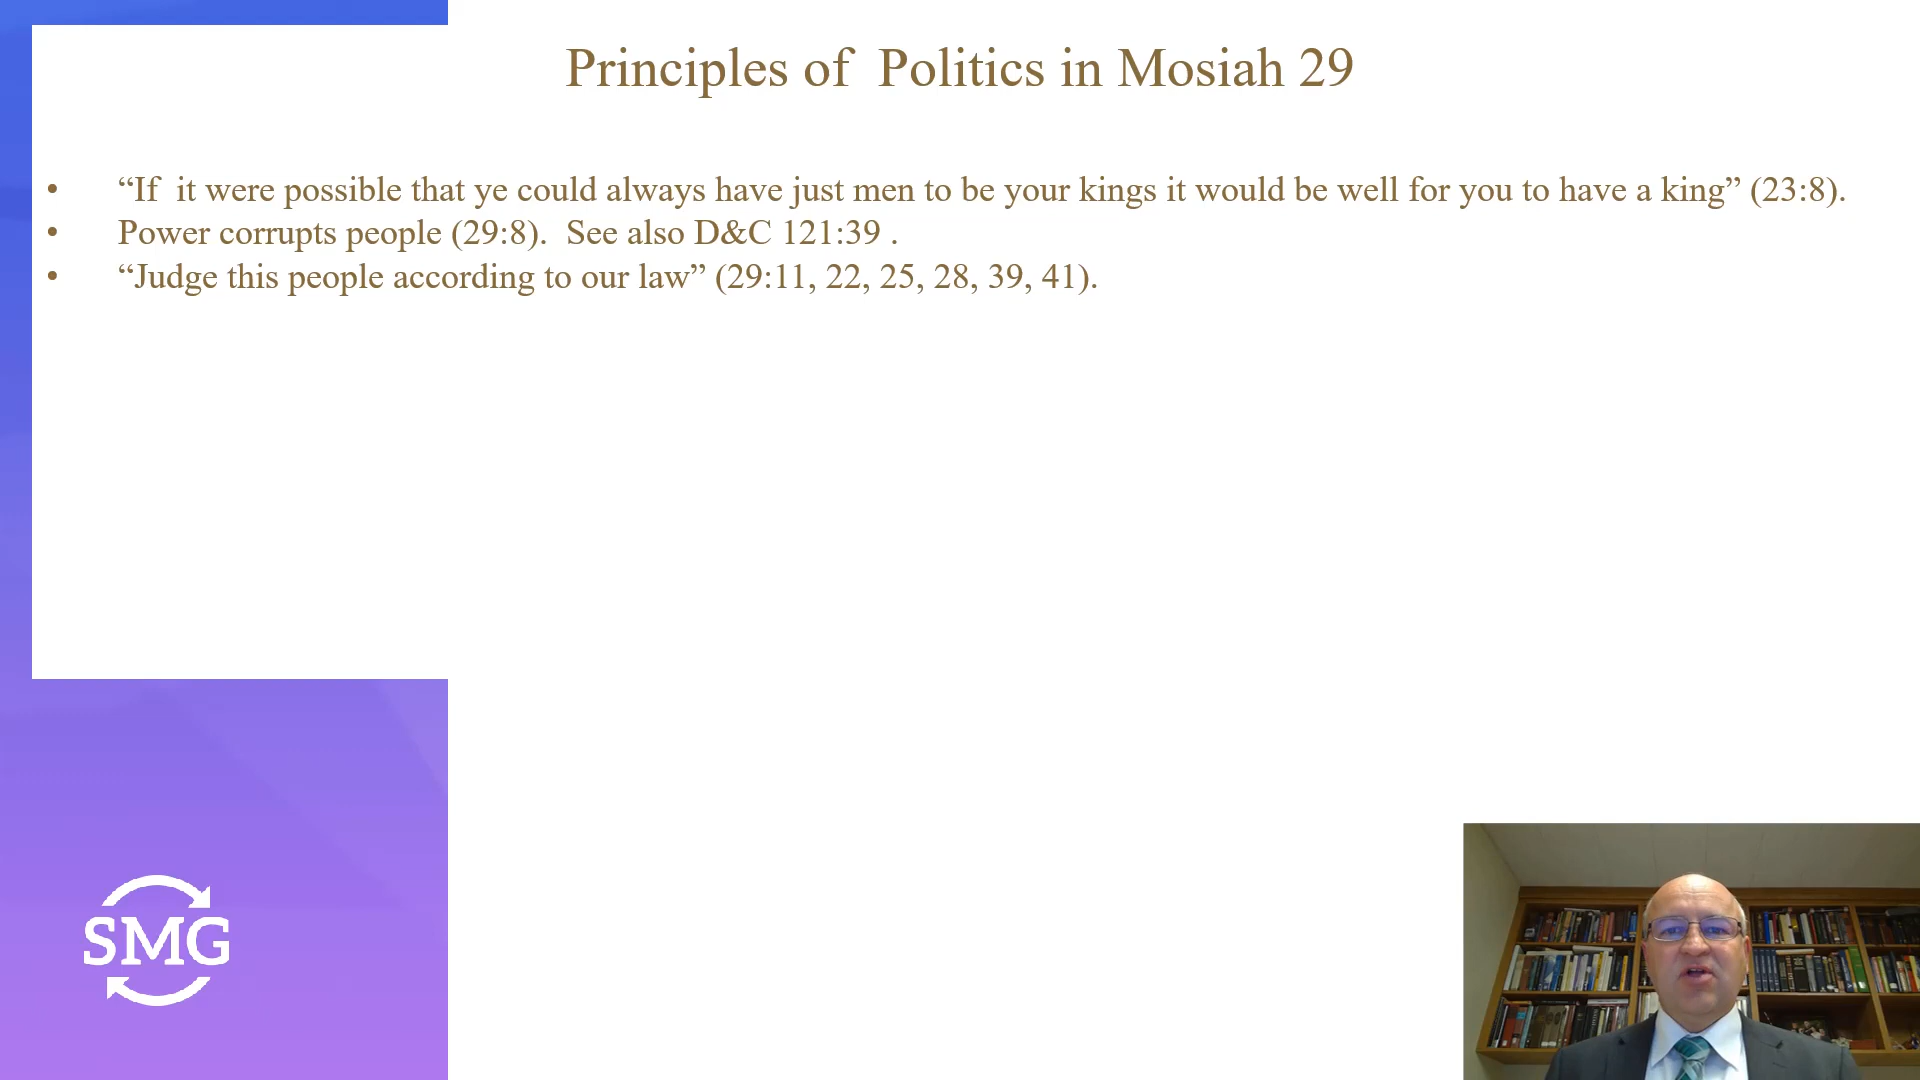 Principles of  Politics in Mosiah 29
• “If  it were possible that ye could always have just men to be your kings it would be well for you to have a king” (23:8).
• Power corrupts people (29:8).  See also D&C 121:39 .
• “Judge this people according to our law” (29:11, 22, 25, 28, 39, 41).
SMG